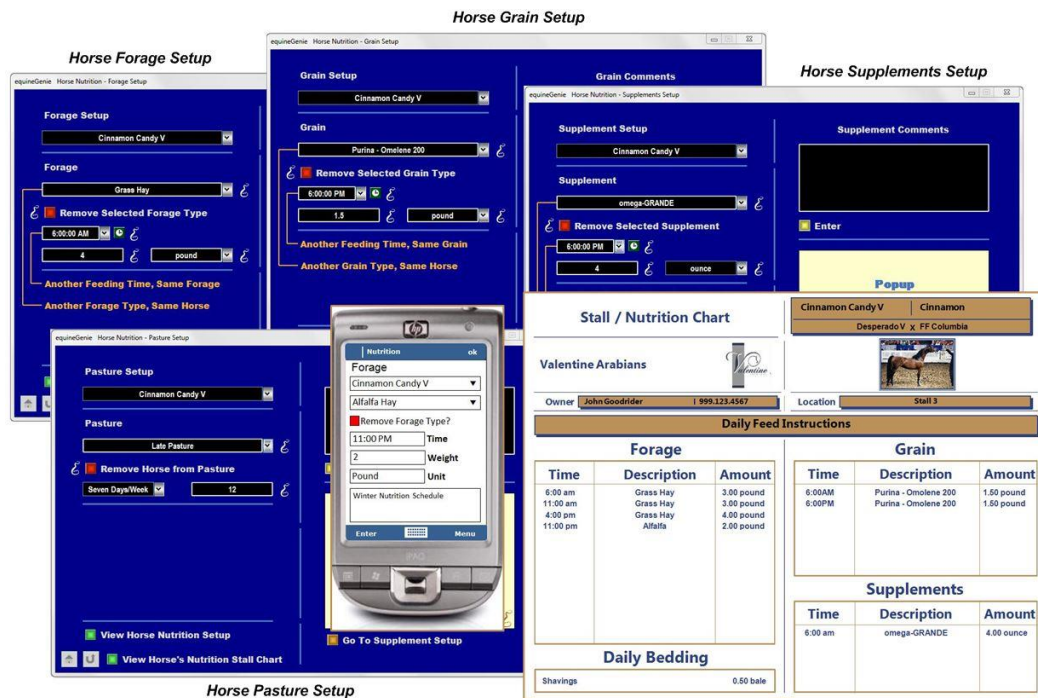 Horse Grain Setup
Horse Forage Setup
Horse Supplements Setup
equineGenie Horse Nutrition - Forage Setup
Forage Setup
Cinnamon Candy V
Forage
Grass Hay
Remove Selected Forage Type
6:00:00 AM
4 pound
Another Feeding Time, Same Forage
Another Forage Type, Same Horse
equineGenie Horse Nutrition - Grain Setup
Grain Setup
Grain Comments
Cinnamon Candy V
Grain
Purina - Omolene 200
Remove Selected Grain Type
6:00:00 PM
1.5 pound
Another Feeding Time, Same Grain
Another Grain Type, Same Horse
equineGenie Horse Nutrition - Supplements Setup
Supplement Setup
Supplement Comments
Cinnamon Candy V
Supplement
omega-GRANDE
Remove Selected Supplement
Enter
6:00:00 PM
4 ounce
Popup
equineGenie Horse Nutrition - Pasture Setup
Pasture Setup
Cinnamon Candy V
Pasture
Late Pasture
Remove Horse from Pasture
Seven Days/Week 12
View Horse Nutrition Setup
View Horse's Nutrition Stall Chart
Go To Supplement Setup
Horse Pasture Setup
hp
Nutrition ok
Forage
Cinnamon Candy V
Alfalfa Hay
Remove Forage Type?
11:00 PM Time
2 Weight
Pound Unit
Winter Nutrition Schedule
Enter Menu
iPAQ
Stall / Nutrition Chart
Cinnamon Candy V Cinnamon
Desperado V x FF Columbia
Valentine Arabians
Valentine
Owner John Goodrider | 999.123.4567
Location Stall 3
Daily Feed Instructions
Forage
Time Description Amount
6:00 am Grass Hay 3.00 pound
11:00 am Grass Hay 3.00 pound
4:00 pm Grass Hay 4.00 pound
11:00 pm Alfalfa 2.00 pound
Grain
Time Description Amount
6:00AM Purina - Omolene 200 1.50 pound
6:00PM Purina - Omolene 200 1.50 pound
Supplements
Time Description Amount
6:00 am omega-GRANDE 4.00 ounce
Daily Bedding
Shavings 0.50 bale